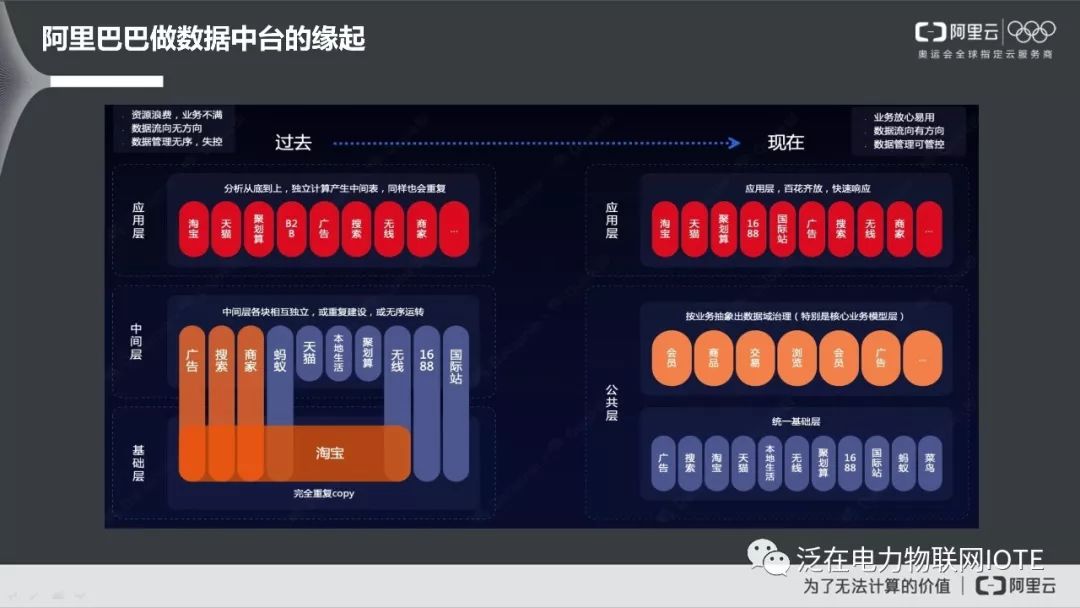 阿里巴巴做数据中台的缘起
阿里云
奥运会全球指定云服务商
· 资源浪费，业务不满
· 数据流向无方向
· 数据管理无序，失控
过去
现在
· 业务放心易用
· 数据流向有方向
· 数据管理可管控
应用层
分析从底到上，独立计算产生中间表，同样也会重复
淘宝
天猫
聚划算
B2B
广告
搜索
无线
商家
...
中间层
中间层各块相互独立，或重复建设，或无序运转
广告
搜索
商家
蚂蚁
天猫
本地生活
聚划算
无线
1688
国际站
基础层
淘宝
完全重复copy
应用层
应用层，百花齐放，快速响应
淘宝
天猫
聚划算
1688
国际站
广告
搜索
无线
商家
...
公共层
按业务抽象出数据域治理（特别是核心业务模型层）
会员
商品
交易
浏览
会员
广告
...
统一基础层
广告
搜索
淘宝
天猫
本地生活
无线
聚划算
1688
国际站
蚂蚁
菜鸟
泛在电力物联网IOTE
为了无法计算的价值
阿里云